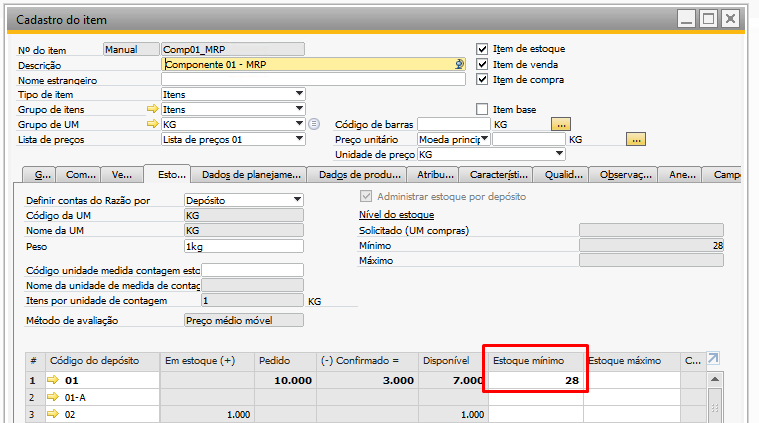 Cadastro do item
Nº do item Manual Comp01_MRP
Descrição Componente 01 - MRP
Nome estrangeiro
Tipo de item Itens
Grupo de itens Itens
Grupo de UM KG
Lista de preços Lista de preços 01
Item de estoque
Item de venda
Item de compra
Item base
Código de barras KG ...
Preço unitário Moeda princip KG ...
Unidade de preço KG
G... Com... Ve... Esto... Dados de planejame... Dados de produ... Atribu... Característi... Qualid... Observaç... Ane... Campo
Definir contas do Razão por Depósito
Código da UM KG
Nome da UM KG
Peso 1kg
Código unidade medida contagem esto
Nome da unidade de medida de contag
Itens por unidade de contagem 1 KG
Método de avaliação Preço médio móvel
Administrar estoque por depósito
Nível do estoque
Solicitado (UM compras)
Mínimo 28
Máximo
# Código do depósito Em estoque (+) Pedido (-) Confirmado = Disponível Estoque mínimo Estoque máximo C...
1 01 10.000 3.000 7.000 28
2 01-A
3 02 1.000 1.000